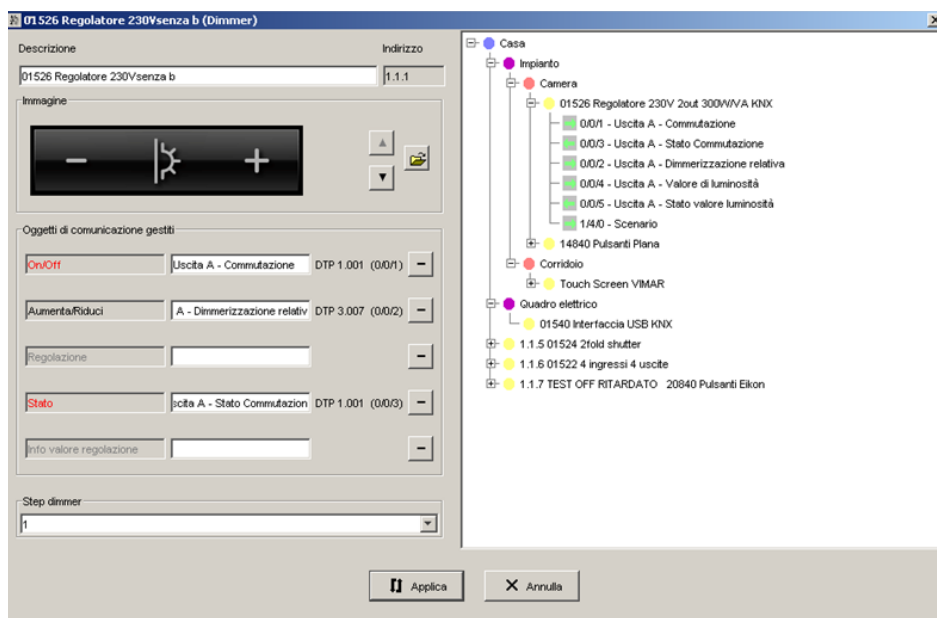 01526 Regolatore 230Vsenza b (Dimmer)
Descrizione
Indirizzo
01526 Regolatore 230Vsenza b
1.1.1
Immagine
Oggetti di comunicazione gestiti
On/Off
Uscita A - Commutazione
DTP 1.001 (0/0/1)
Aumenta/Riduci
A - Dimmerizzazione relativ
DTP 3.007 (0/0/2)
Regolazione
Stato
scita A - Stato Commutazion
DTP 1.001 (0/0/3)
Info valore regolazione
Step dimmer
1
Casa
Impianto
Camera
01526 Regolatore 230V 2out 300W/VA KNX
0/0/1 - Uscita A - Commutazione
0/0/3 - Uscita A - Stato Commutazione
0/0/2 - Uscita A - Dimmerizzazione relativa
0/0/4 - Uscita A - Valore di luminosità
0/0/5 - Uscita A - Stato valore luminosità
1/4/0 - Scenario
14840 Pulsanti Plana
Corridoio
Touch Screen VIMAR
Quadro elettrico
01540 Interfaccia USB KNX
1.1.5 01524 2fold shutter
1.1.6 01522 4 ingressi 4 uscite
1.1.7 TEST OFF RITARDATO 20840 Pulsanti Eikon
Applica
Annulla